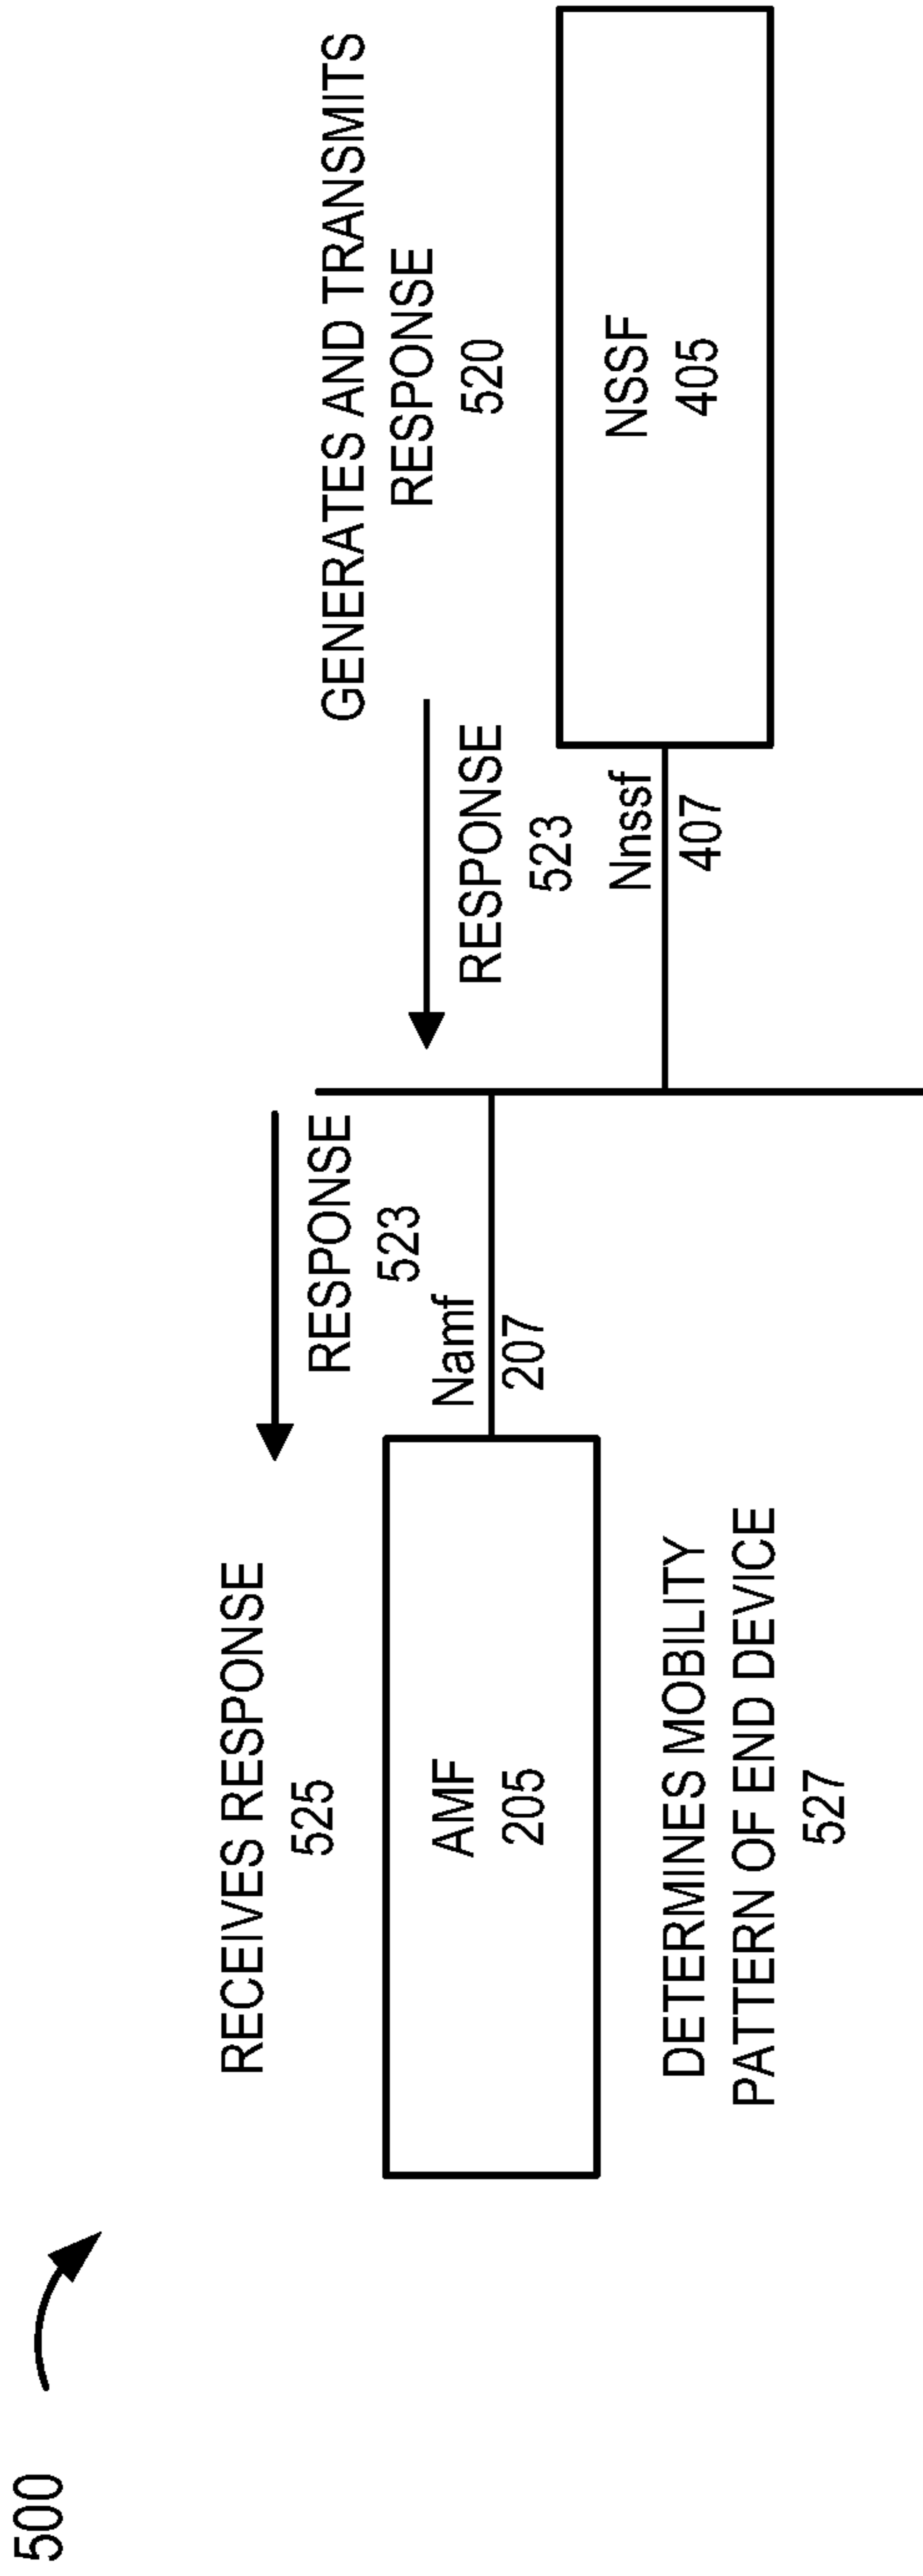 500
RECEIVES RESPONSE
525
AMF
205
DETERMINES MOBILITY
PATTERN OF END DEVICE
527
RESPONSE
523
Namf
207
GENERATES AND TRANSMITS
RESPONSE
520
RESPONSE
523
Nnssf
407
NSSF
405